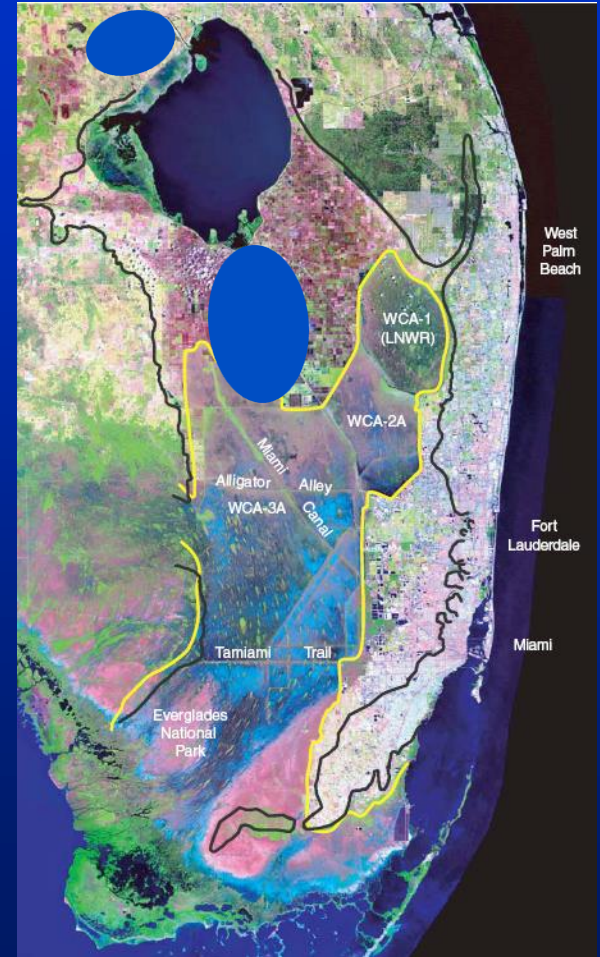 West
Palm
Beach
WCA-1
(LNWR)
WCA-2A
Miami
Canal
Alligator Alley
WCA-3A
Fort
Lauderdale
Miami
Tamiami Trail
Everglades
National
Park